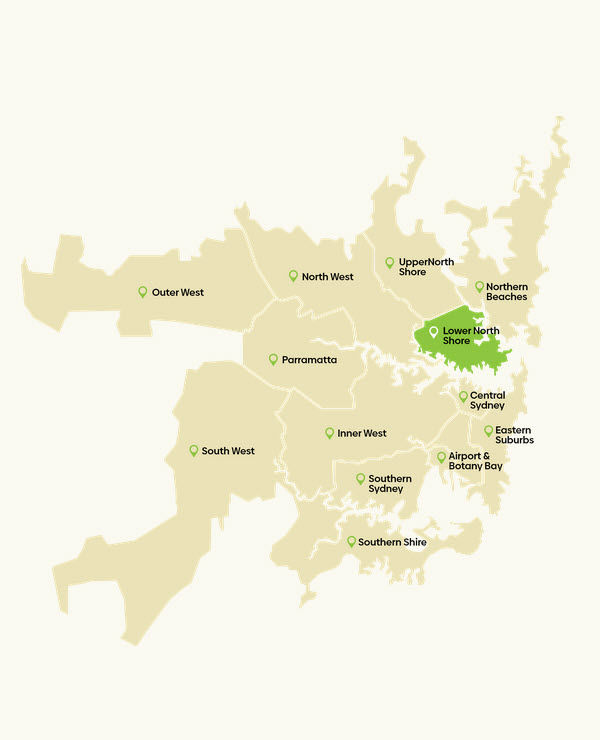 UpperNorth
Shore
North West
Northern
Beaches
Outer West
Lower North
Shore
Parramatta
Central
Sydney
Inner West
Eastern
Suburbs
South West
Airport &
Botany Bay
Southern
Sydney
Southern Shire